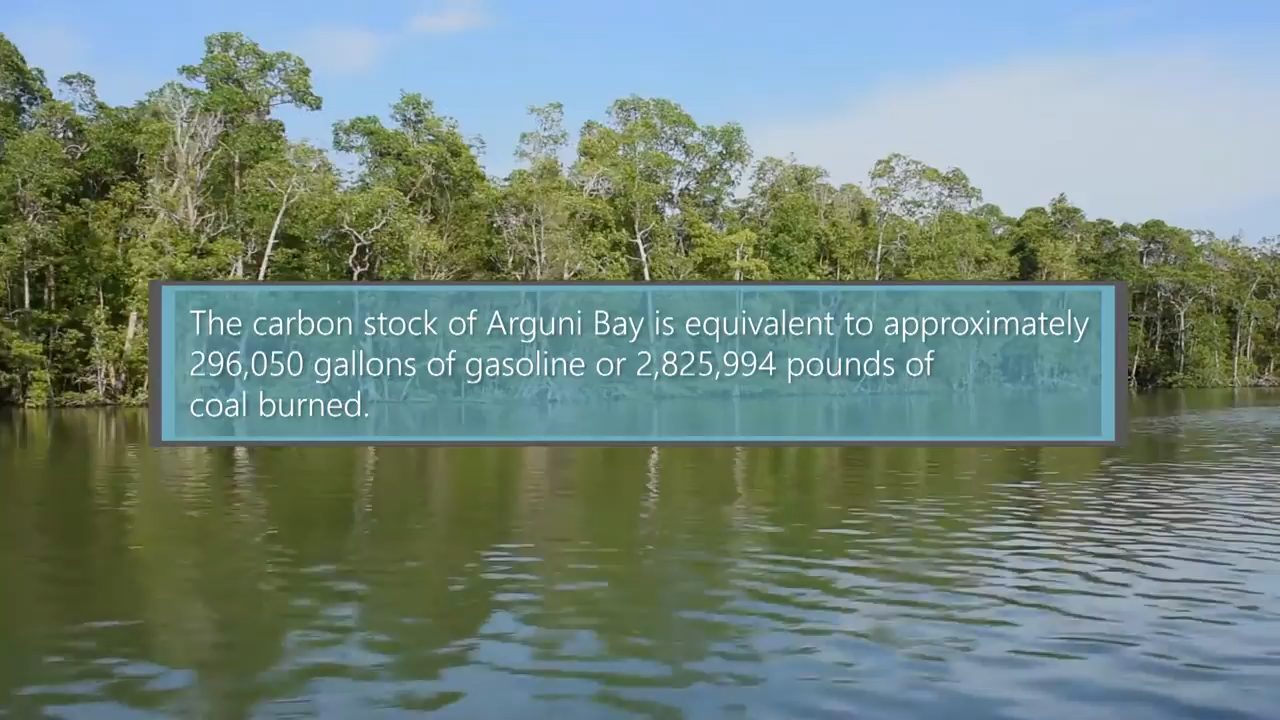 The carbon stock of Arguni Bay is equivalent to approximately
296,050 gallons of gasoline or 2,825,994 pounds of
coal burned.